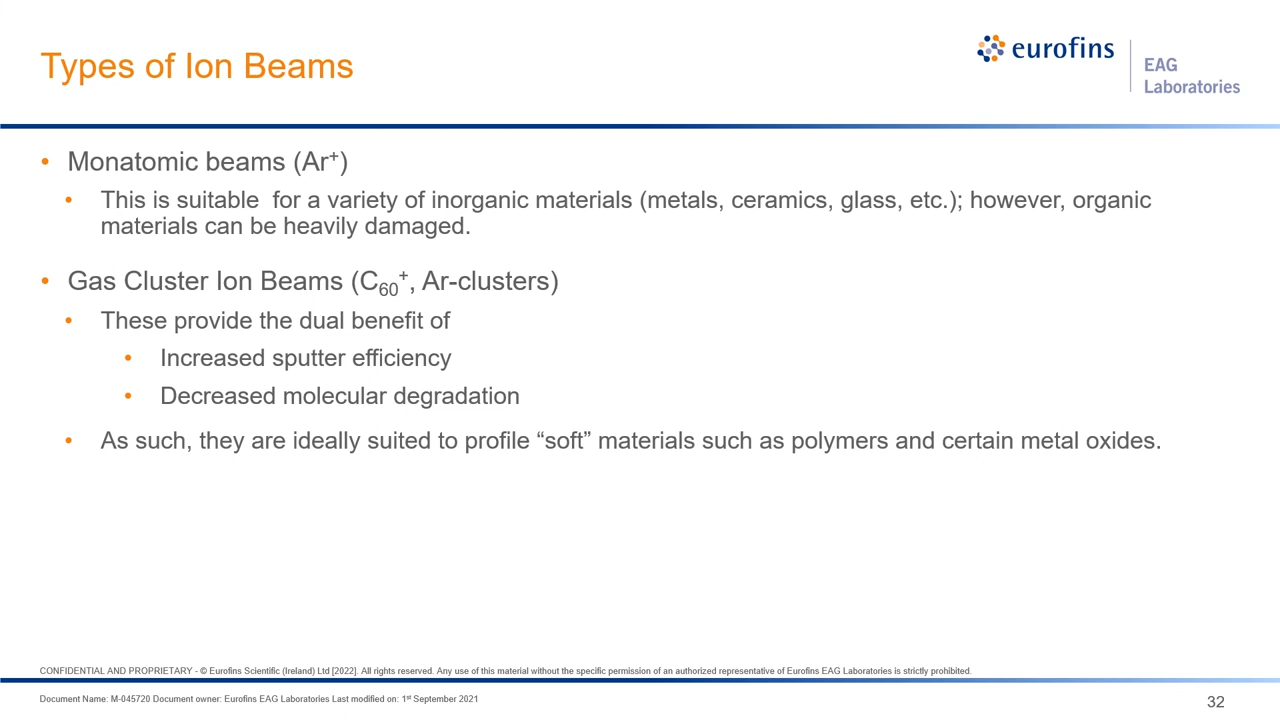 Types of Ion Beams
eurofins
EAG
Laboratories
• Monatomic beams (Ar⁺)
• This is suitable  for a variety of inorganic materials (metals, ceramics, glass, etc.); however, organic
materials can be heavily damaged.
• Gas Cluster Ion Beams (C₆₀⁺, Ar-clusters)
• These provide the dual benefit of
• Increased sputter efficiency
• Decreased molecular degradation
• As such, they are ideally suited to profile “soft” materials such as polymers and certain metal oxides.
CONFIDENTIAL AND PROPRIETARY - © Eurofins Scientific (Ireland) Ltd [2022]. All rights reserved. Any use of this material without the specific permission of an authorized representative of Eurofins EAG Laboratories is strictly prohibited.
Document Name: M-045720 Document owner: Eurofins EAG Laboratories Last modified on: 1ˢᵗ September 2021
32